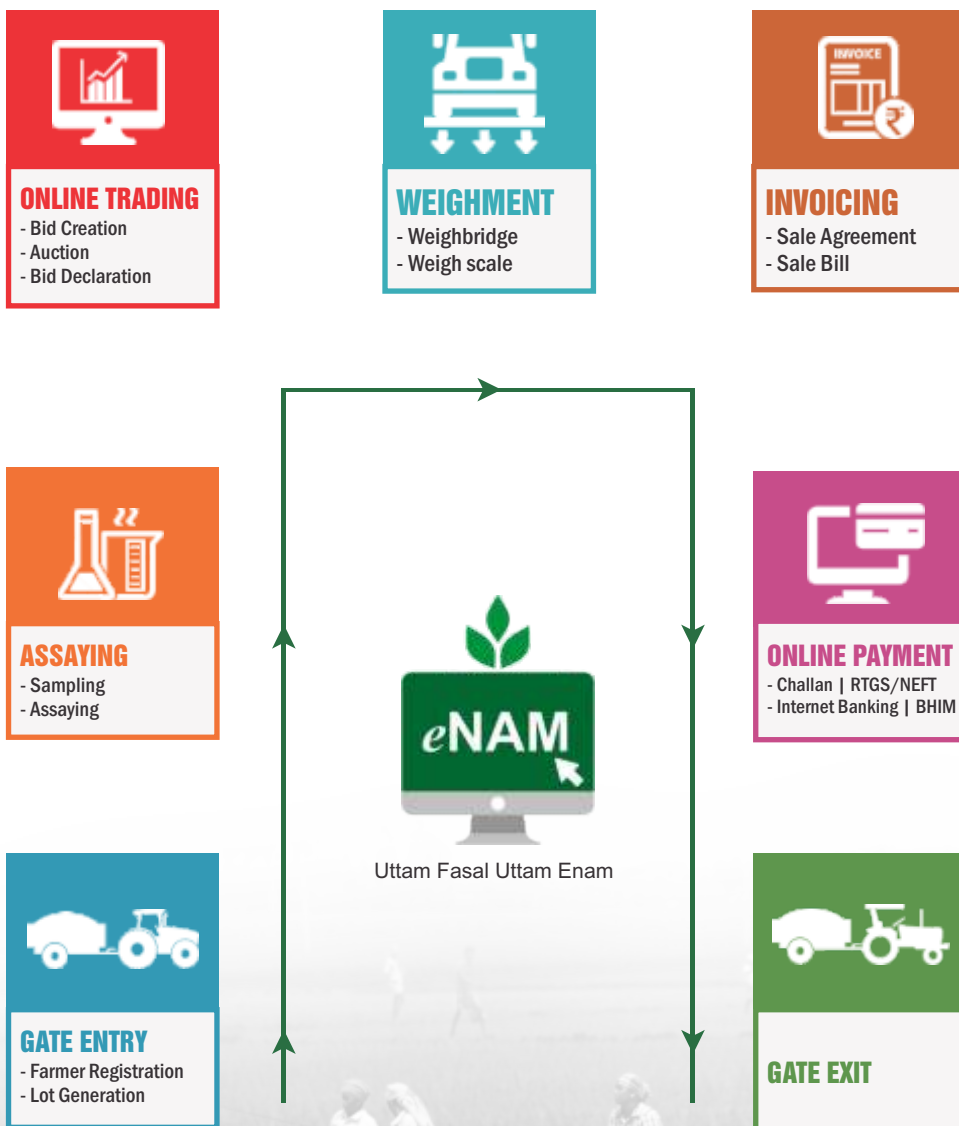 ONLINE TRADING
- Bid Creation
- Auction
- Bid Declaration
WEIGHMENT
- Weighbridge
- Weigh scale
INVOICE
₹
INVOICING
- Sale Agreement
- Sale Bill
ASSAYING
- Sampling
- Assaying
eNAM
Uttam Fasal Uttam Enam
ONLINE PAYMENT
- Challan | RTGS/NEFT
- Internet Banking | BHIM
GATE ENTRY
- Farmer Registration
- Lot Generation
GATE EXIT